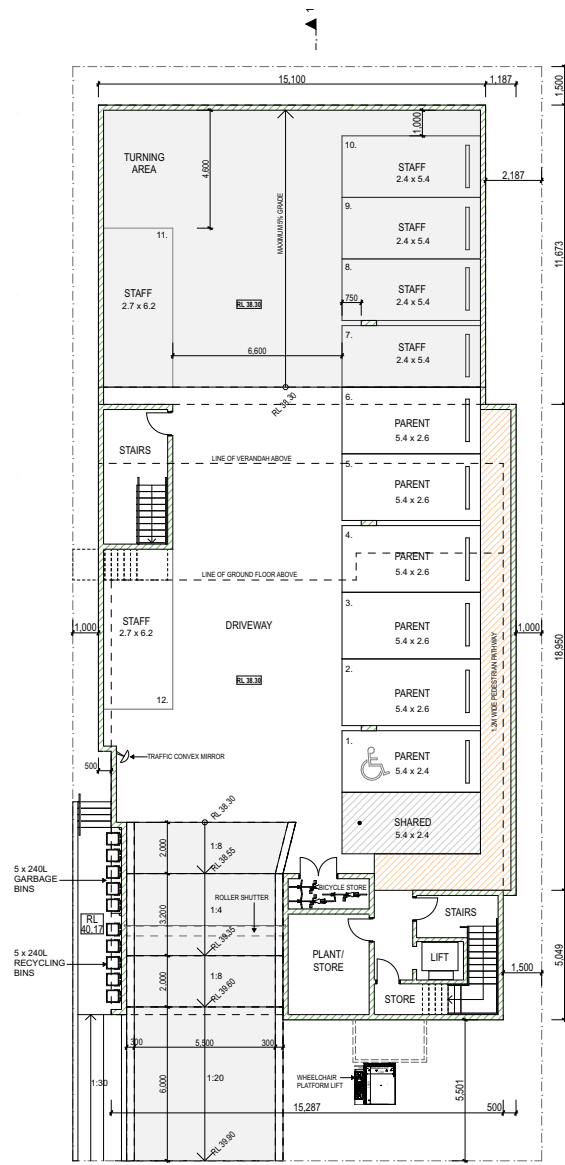 1
15,100
1,187
1,500
1,000
TURNING
AREA
4,600
MAXIMUM 5% GRADE
10.
STAFF
2.4 x 5.4
2,187
11,673
9.
STAFF
2.4 x 5.4
11.
8.
STAFF
2.4 x 5.4
STAFF
2.7 x 6.2
RL 38.30
750
7.
STAFF
2.4 x 5.4
6,600
RL 38.30
6.
PARENT
5.4 x 2.6
STAIRS
LINE OF VERANDAH ABOVE
5.
PARENT
5.4 x 2.6
4.
PARENT
5.4 x 2.6
LINE OF GROUND FLOOR ABOVE
STAFF
2.7 x 6.2
DRIVEWAY
3.
PARENT
5.4 x 2.6
1,000
1,000
18,950
1.2M WIDE PEDESTRIAN PATHWAY
2.
PARENT
5.4 x 2.6
RL 38.30
12.
1.
PARENT
5.4 x 2.4
TRAFFIC CONVEX MIRROR
500
RL 38.30
SHARED
5.4 x 2.4
2,000
1:8
RL 38.55
5 x 240L
GARBAGE
BINS
BICYCLE STORE
1:4
ROLLER SHUTTER
3,200
RL
40.17
RL 39.35
STAIRS
PLANT/
STORE
LIFT
5,049
1,500
5 x 240L
RECYCLING
BINS
2,000
1:8
RL 39.60
STORE
300
5,500
300
1:30
6,000
1:20
WHEELCHAIR
PLATFORM LIFT
5,501
15,287
500
RL 39.90